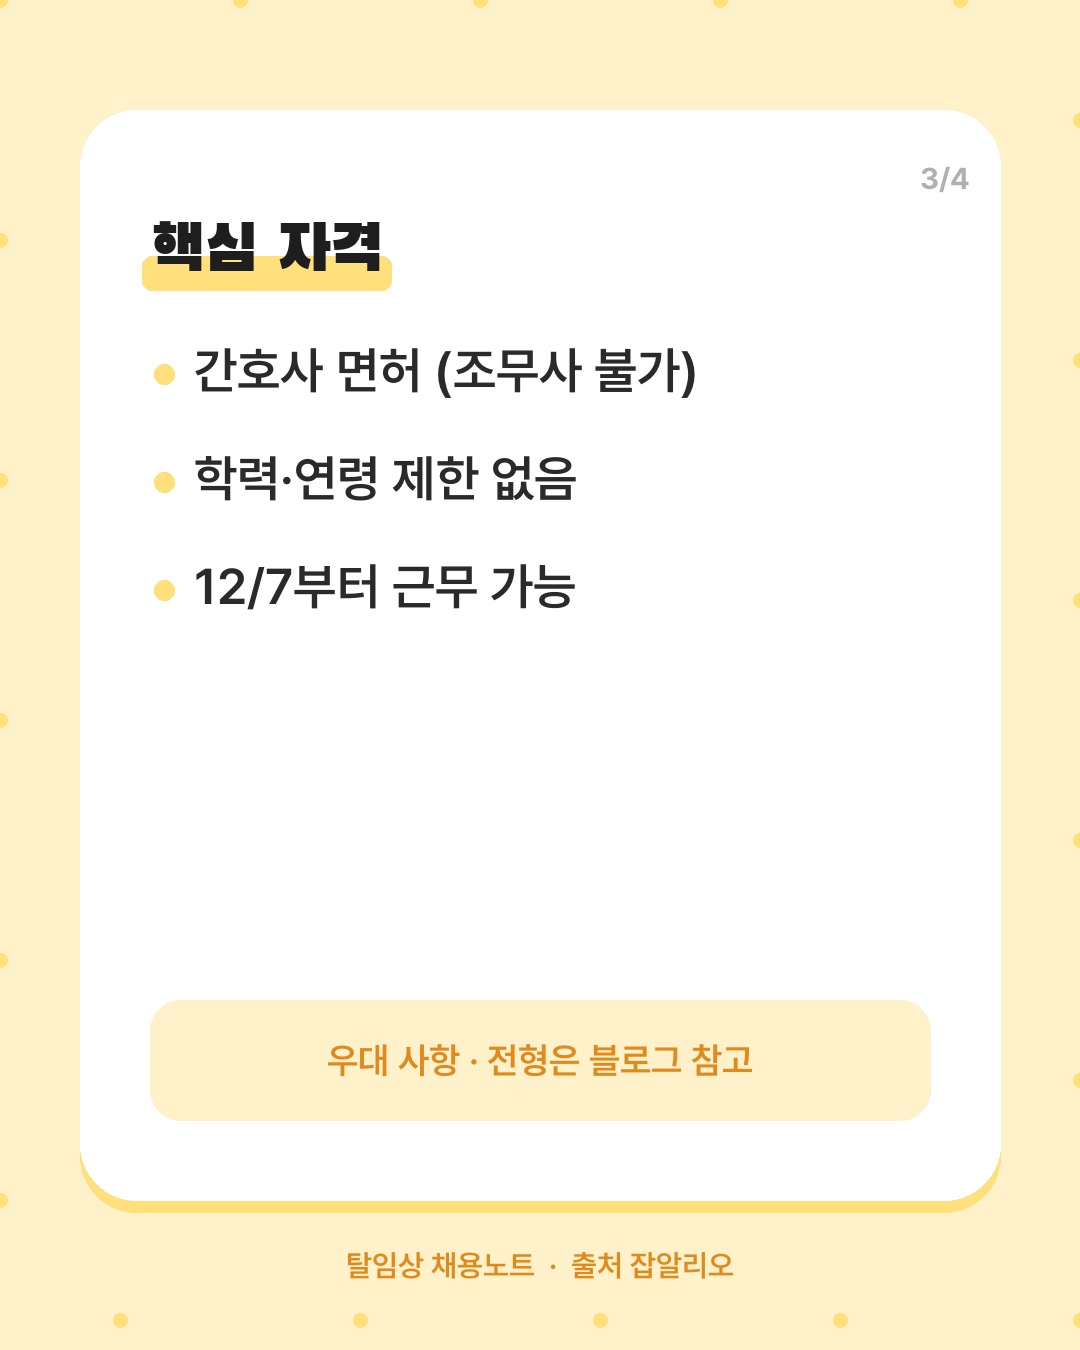 3/4
핵심 자격
간호사 면허 (조무사 불가)
학력·연령 제한 없음
12/7부터 근무 가능
우대 사항 · 전형은 블로그 참고
탈임상 채용노트 · 출처 잡알리오